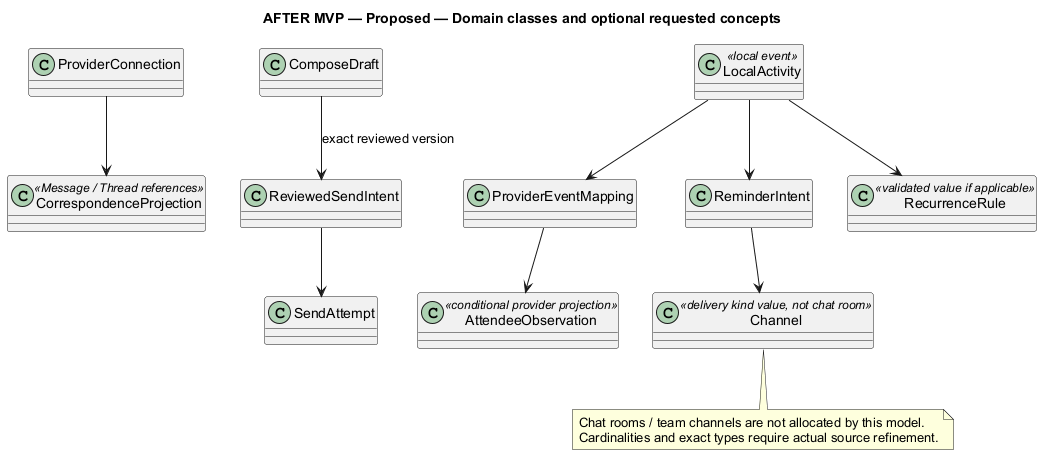 AFTER MVP — Proposed — Domain classes and optional requested concepts
C ProviderConnection
C ComposeDraft
C «local event»
LocalActivity
exact reviewed version
C «Message / Thread references»
CorrespondenceProjection
C ReviewedSendIntent
C ProviderEventMapping
C ReminderIntent
C «validated value if applicable»
RecurrenceRule
C SendAttempt
C «conditional provider projection»
AttendeeObservation
C «delivery kind value, not chat room»
Channel
Chat rooms / team channels are not allocated by this model.
Cardinalities and exact types require actual source refinement.